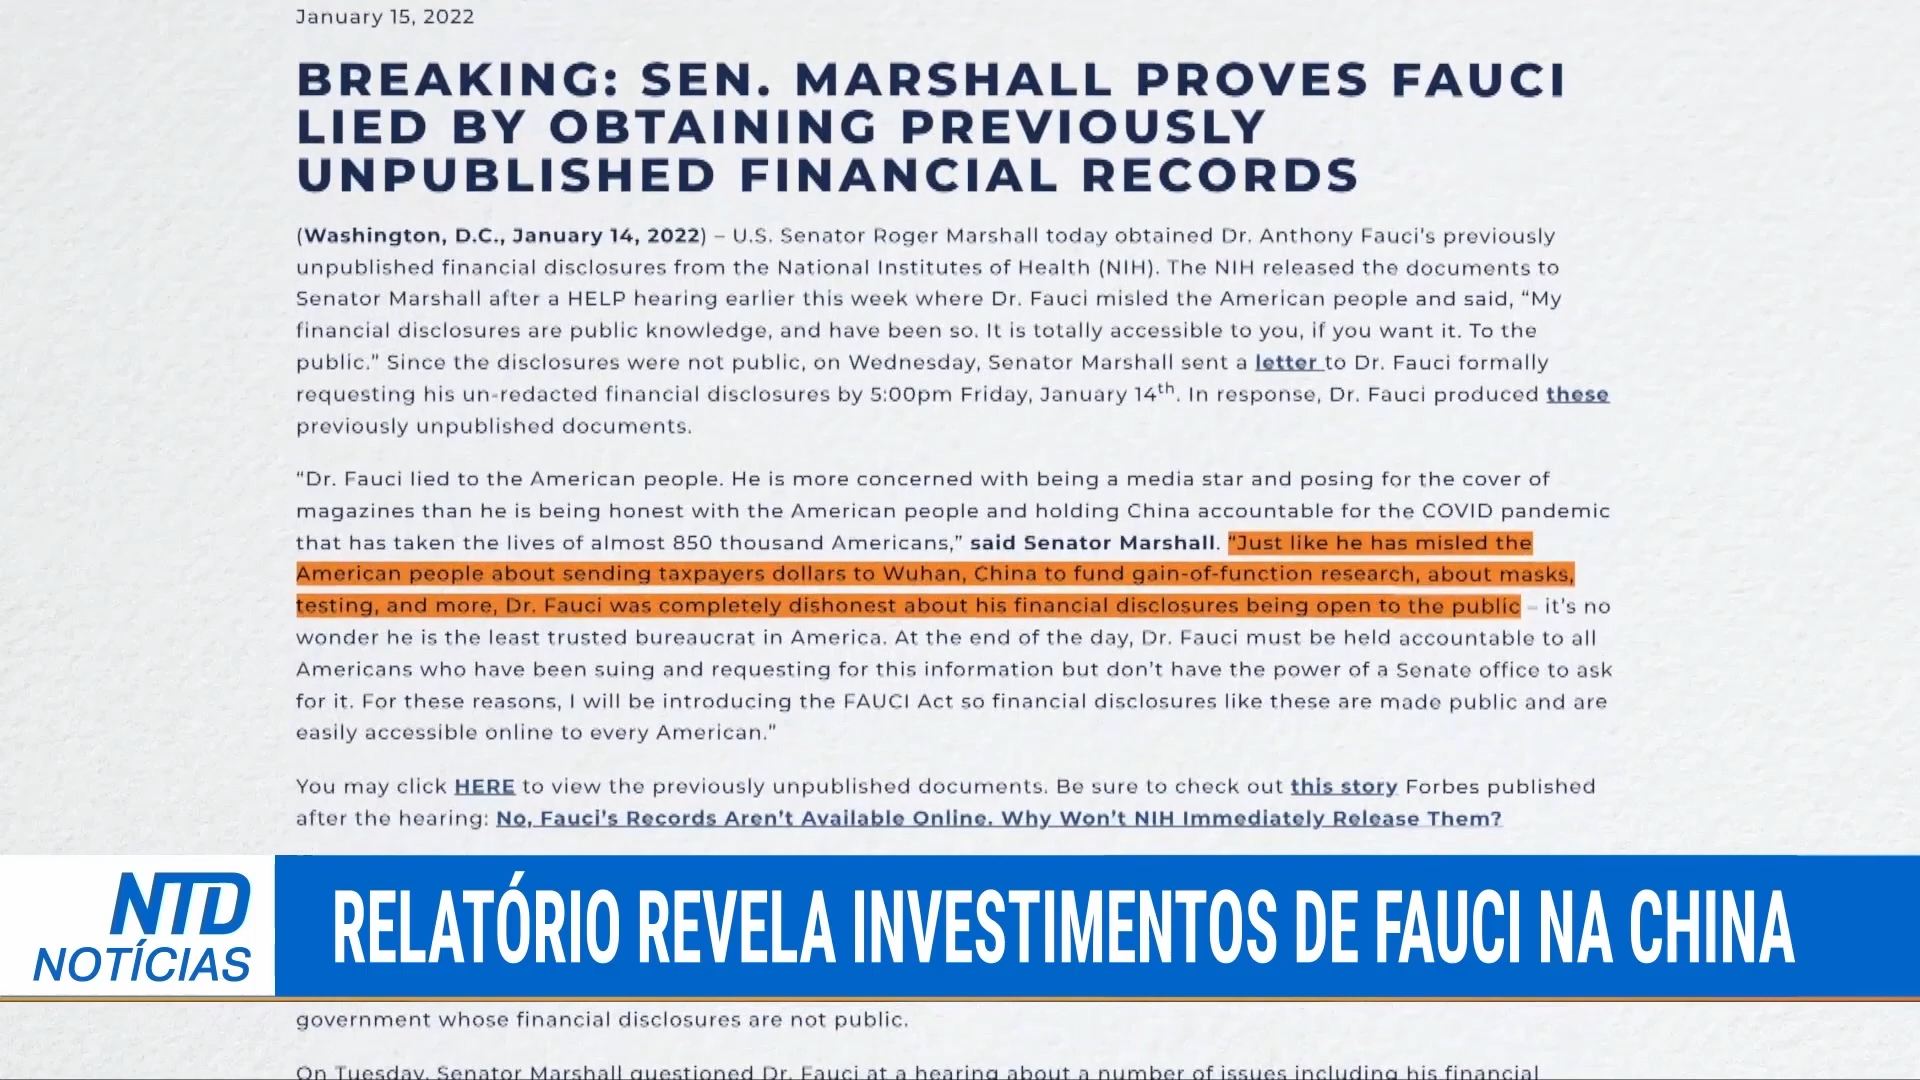 January 15, 2022
BREAKING: SEN. MARSHALL PROVES FAUCI
LIED BY OBTAINING PREVIOUSLY
UNPUBLISHED FINANCIAL RECORDS
(Washington, D.C., January 14, 2022) – U.S. Senator Roger Marshall today obtained Dr. Anthony Fauci's previously
unpublished financial disclosures from the National Institutes of Health (NIH). The NIH released the documents to
Senator Marshall after a HELP hearing earlier this week where Dr. Fauci misled the American people and said, “My
financial disclosures are public knowledge, and have been so. It is totally accessible to you, if you want it. To the
public.” Since the disclosures were not public, on Wednesday, Senator Marshall sent a letter to Dr. Fauci formally
requesting his un-redacted financial disclosures by 5:00pm Friday, January 14th. In response, Dr. Fauci produced these
previously unpublished documents.
“Dr. Fauci lied to the American people. He is more concerned with being a media star and posing for the cover of
magazines than he is being honest with the American people and holding China accountable for the COVID pandemic
that has taken the lives of almost 850 thousand Americans,” said Senator Marshall. “Just like he has misled the
American people about sending taxpayers dollars to Wuhan, China to fund gain-of-function research, about masks,
testing, and more, Dr. Fauci was completely dishonest about his financial disclosures being open to the public – it's no
wonder he is the least trusted bureaucrat in America. At the end of the day, Dr. Fauci must be held accountable to all
Americans who have been suing and requesting for this information but don't have the power of a Senate office to ask
for it. For these reasons, I will be introducing the FAUCI Act so financial disclosures like these are made public and are
easily accessible online to every American.”
You may click HERE to view the previously unpublished documents. Be sure to check out this story Forbes published
after the hearing: No, Fauci's Records Aren't Available Online. Why Won't NIH Immediately Release Them?
NTD
NOTÍCIAS
RELATÓRIO REVELA INVESTIMENTOS DE FAUCI NA CHINA
government whose financial disclosures are not public.
On Tuesday, Senator Marshall questioned Dr. Fauci at a hearing about a number of issues including his financial